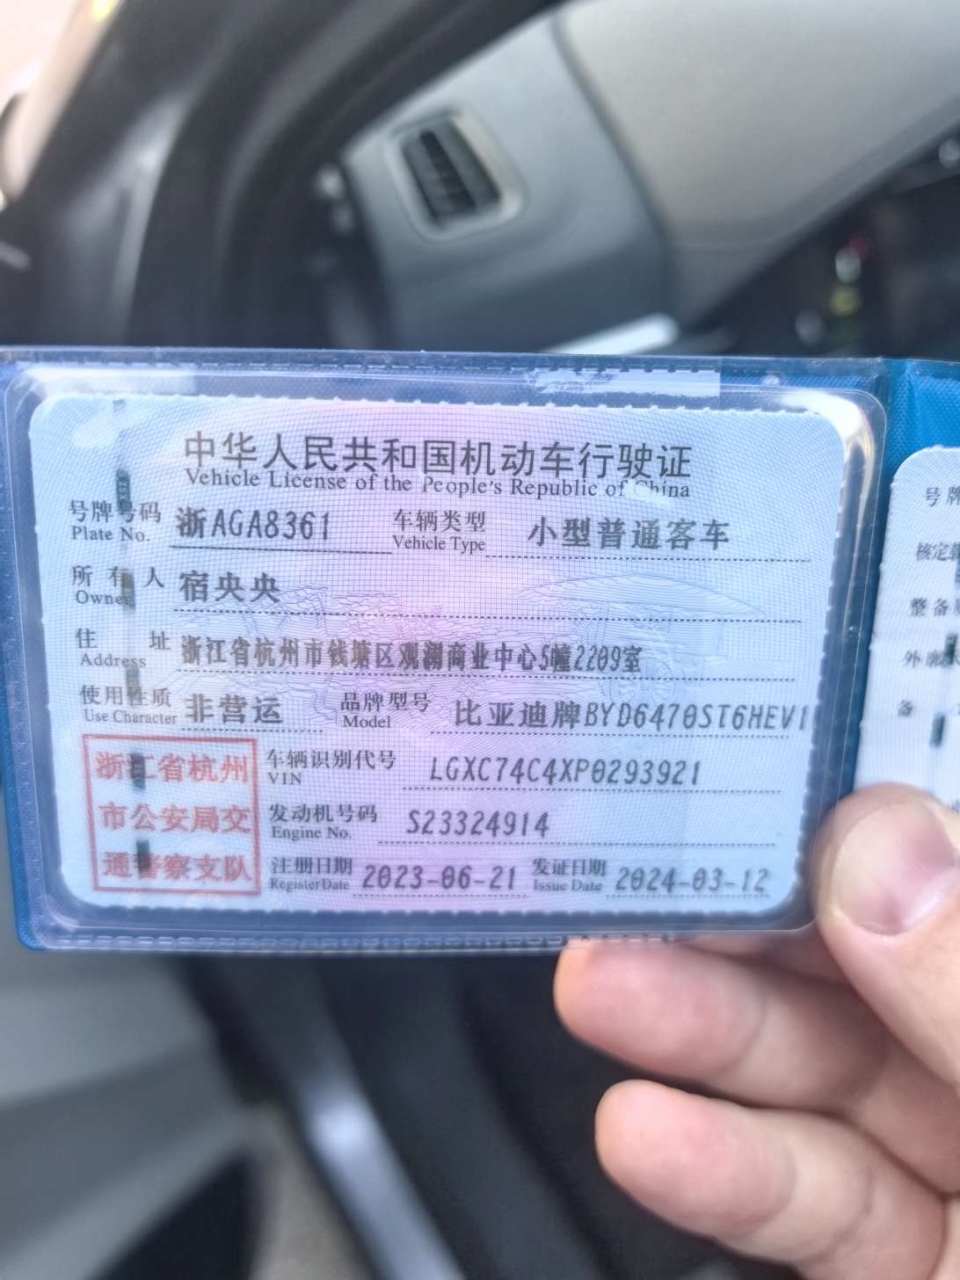 中华人民共和国机动车行驶证
Vehicle License of the People's Republic of China
号牌号码 浙AGA8361 车辆类型 小型普通客车
Plate No. Vehicle Type
所有人 宿央央
Owner
住址 浙江省杭州市钱塘区观澜商业中心5幢2209室
Address
使用性质 非营运 品牌型号 比亚迪牌BYD6470ST6HEV1
Use Character Model
浙江省杭州
市公安局交
通警察支队
车辆识别代号 LGXC74C4XP0293921
VIN
发动机号码 S23324914
Engine No.
注册日期 2023-06-21 发证日期 2024-03-12
Register Date Issue Date
号牌
核定
整备
外廓
备